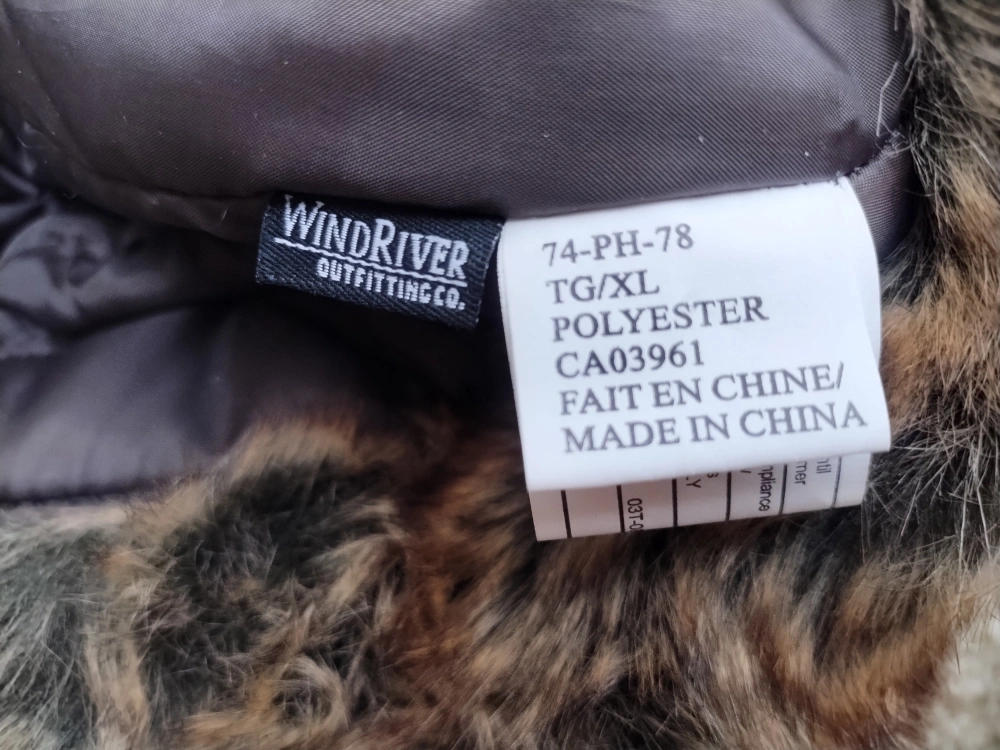 WINDRIVER
OUTFITTING CO.
74-PH-78
TG/XL
POLYESTER
CA03961
FAIT EN CHINE/
MADE IN CHINA